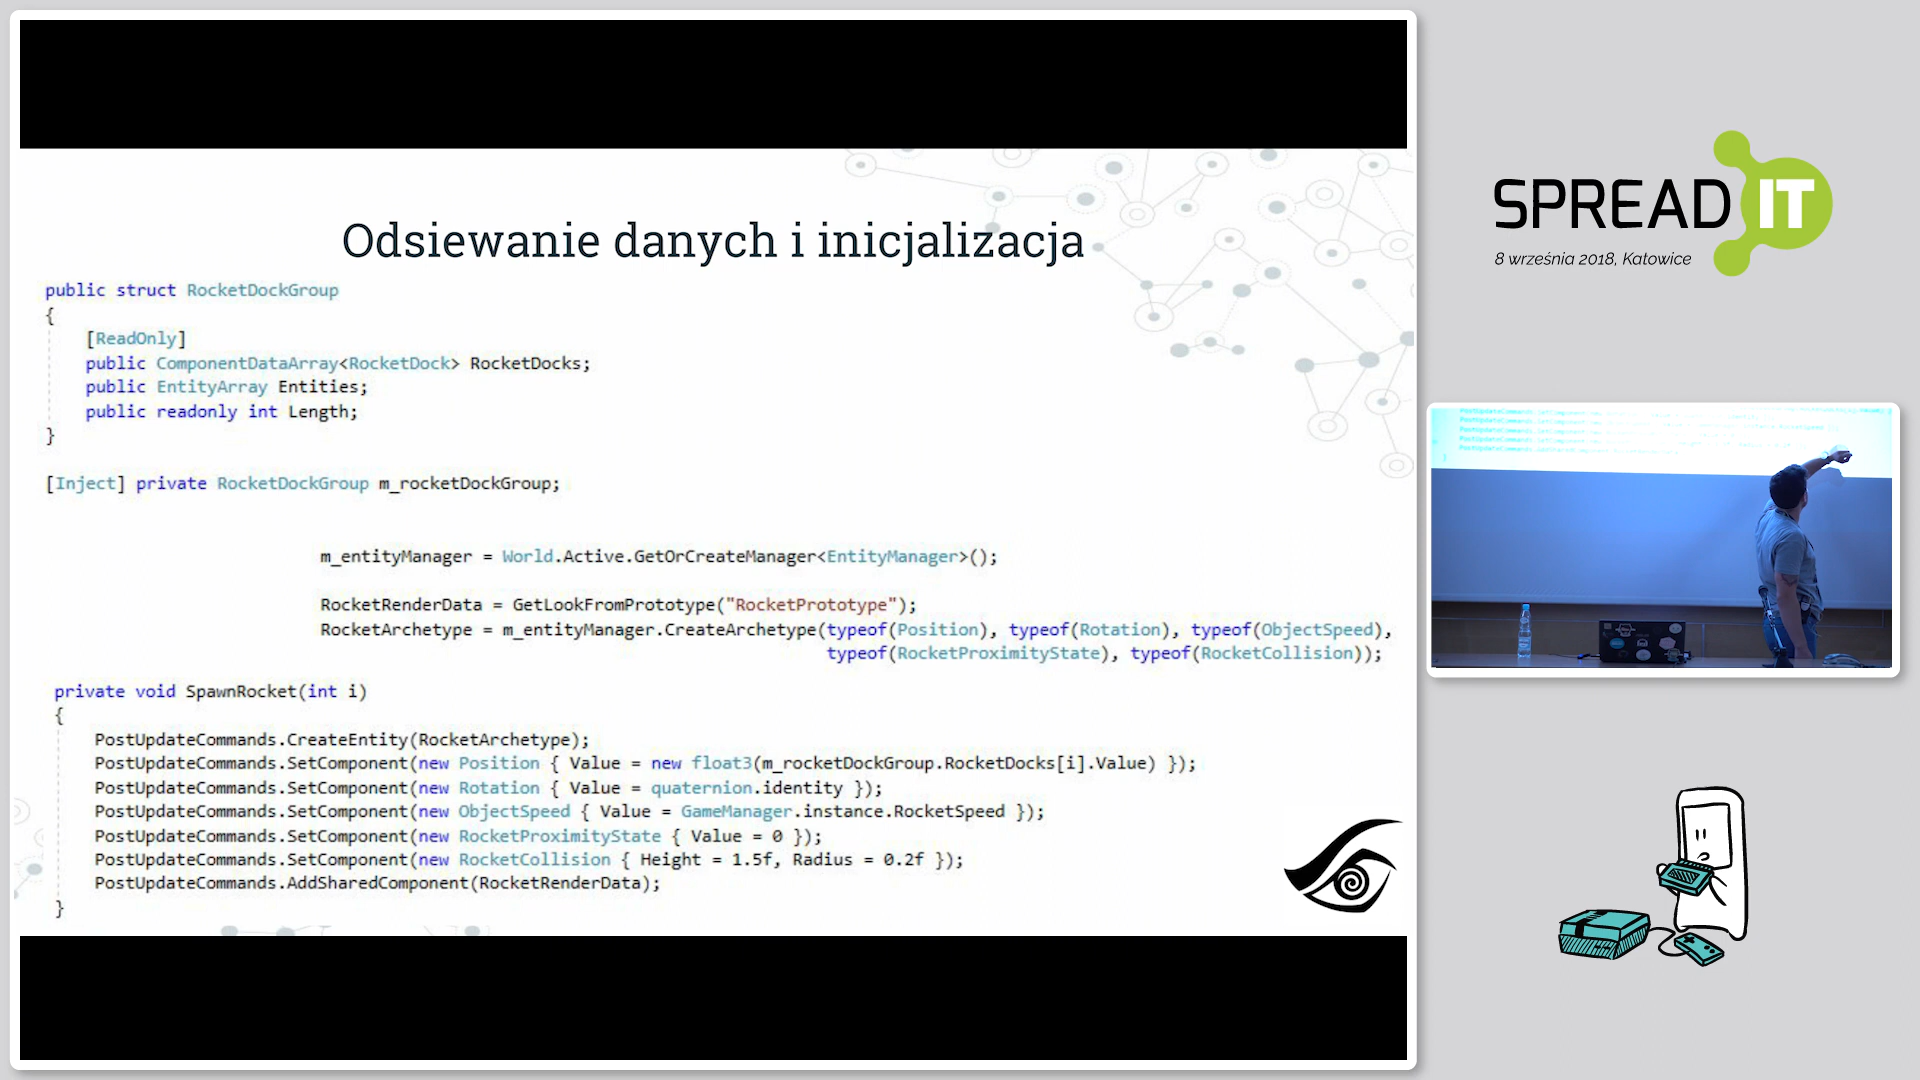 Odsiewanie danych i inicjalizacja
public struct RocketDockGroup
{
[ReadOnly]
public ComponentDataArray<RocketDock> RocketDocks;
public EntityArray Entities;
public readonly int Length;
}
[Inject] private RocketDockGroup m_rocketDockGroup;
m_entityManager = World.Active.GetOrCreateManager<EntityManager>();
RocketRenderData = GetLookFromPrototype("RocketPrototype");
RocketArchetype = m_entityManager.CreateArchetype(typeof(Position), typeof(Rotation), typeof(ObjectSpeed),
typeof(RocketProximityState), typeof(RocketCollision));
private void SpawnRocket(int i)
{
PostUpdateCommands.CreateEntity(RocketArchetype);
PostUpdateCommands.SetComponent(new Position { Value = new float3(m_rocketDockGroup.RocketDocks[i].Value) });
PostUpdateCommands.SetComponent(new Rotation { Value = quaternion.identity });
PostUpdateCommands.SetComponent(new ObjectSpeed { Value = GameManager.instance.RocketSpeed });
PostUpdateCommands.SetComponent(new RocketProximityState { Value = 0 });
PostUpdateCommands.SetComponent(new RocketCollision { Height = 1.5f, Radius = 0.2f });
PostUpdateCommands.AddSharedComponent(RocketRenderData);
}
SPREAD IT
8 września 2018, Katowice